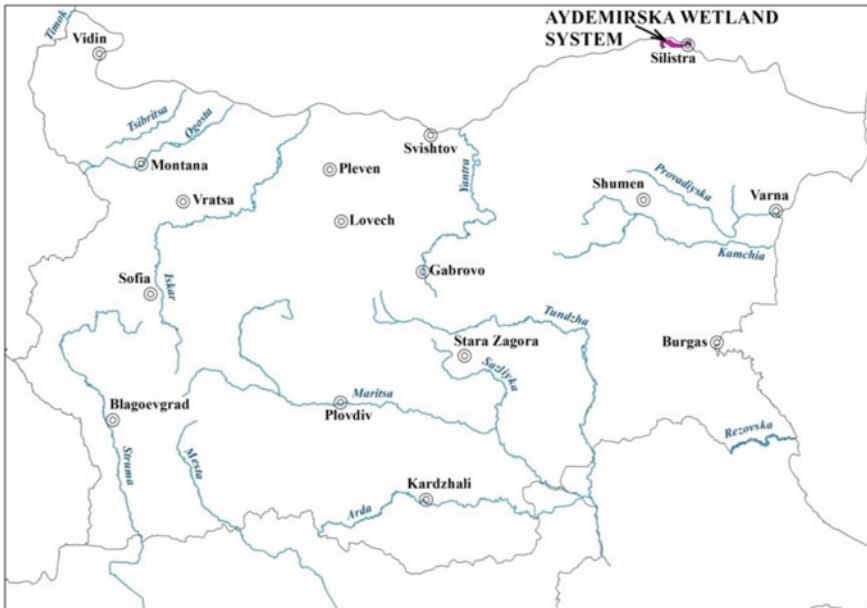 AYDEMIRSKA WETLAND
SYSTEM
Timok
Vidin
Silistra
Tsibritsa
Ogosta
Svishtov
Montana
Pleven
Yantra
Provadiyska
Shumen
Varna
Vratsa
Lovech
Kamchia
Gabrovo
Sofia
Iskar
Tundzha
Stara Zagora
Burgas
Sazliyka
Maritsa
Blagoevgrad
Plovdiv
Rezovska
Struma
Mesta
Kardzhali
Arda